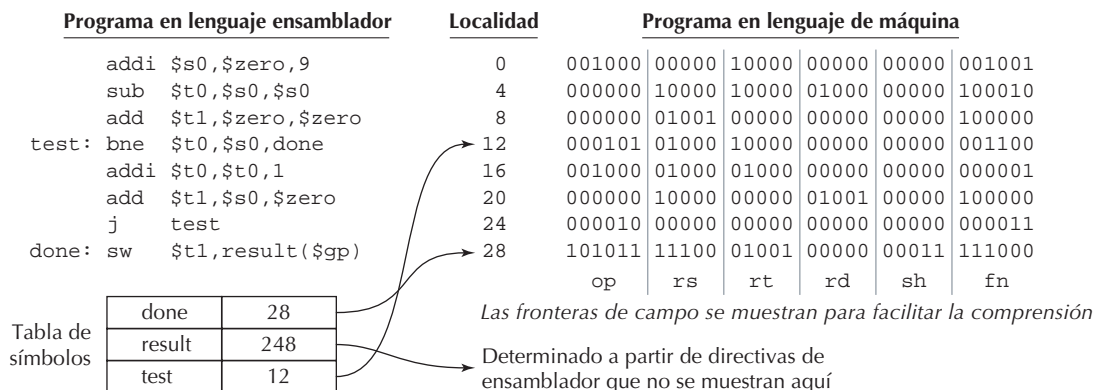 Programa en lenguaje ensamblador Localidad Programa en lenguaje de máquina
addi $s0,$zero,9 0 001000 00000 10000 00000 00000 001001
sub $t0,$s0,$s0 4 000000 10000 10000 01000 00000 100010
add $t1,$zero,$zero 8 000000 01001 00000 00000 00000 100000
test: bne $t0,$s0,done 12 000101 01000 10000 00000 00000 001100
addi $t0,$t0,1 16 001000 01000 01000 00000 00000 000001
add $t1,$s0,$zero 20 000000 10000 00000 01001 00000 100000
j test 24 000010 00000 00000 00000 00000 000011
done: sw $t1,result($gp) 28 101011 11100 01001 00000 00011 111000
op rs rt rd sh fn
Las fronteras de campo se muestran para facilitar la comprensión
Tabla de
símbolos
done 28
result 248
test 12
Determinado a partir de directivas de
ensamblador que no se muestran aquí